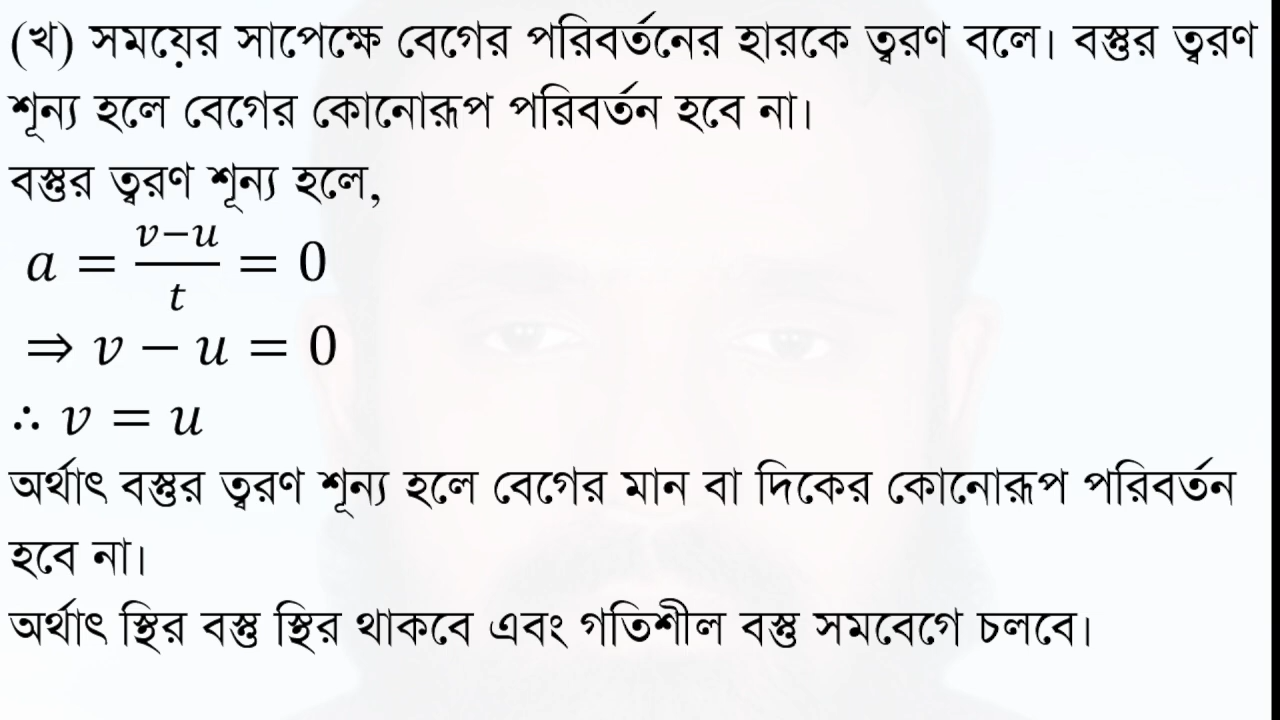 (খ) সময়ের সাপেক্ষে বেগের পরিবর্তনের হারকে ত্বরণ বলে। বস্তুর ত্বরণ
শূন্য হলে বেগের কোনোরূপ পরিবর্তন হবে না।
বস্তুর ত্বরণ শূন্য হলে,
a = \frac{v-u}{t} = 0
⇒ v − u = 0
∴ v = u
অর্থাৎ বস্তুর ত্বরণ শূন্য হলে বেগের মান বা দিকের কোনোরূপ পরিবর্তন
হবে না।
অর্থাৎ স্থির বস্তু স্থির থাকবে এবং গতিশীল বস্তু সমবেগে চলবে।